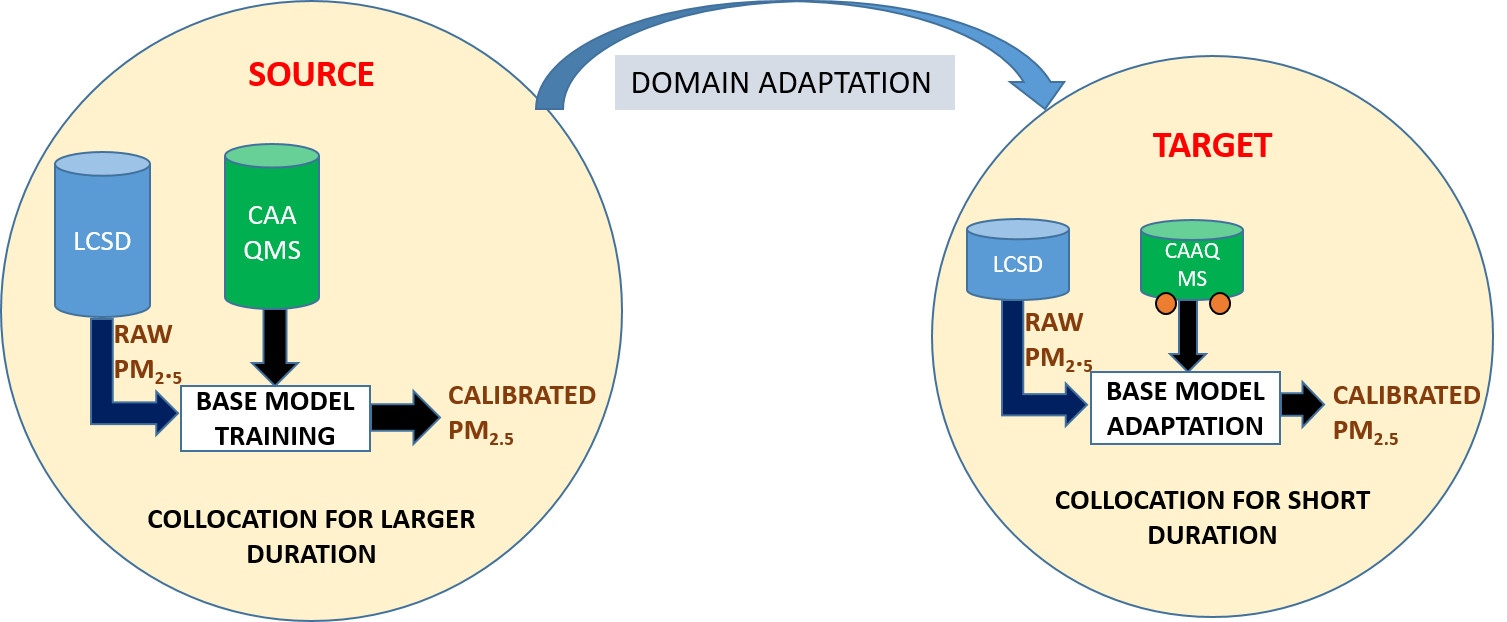 SOURCE
LCSD
CAA
QMS
RAW
PM2.5
BASE MODEL
TRAINING
CALIBRATED
PM2.5
COLLOCATION FOR LARGER
DURATION
DOMAIN ADAPTATION
TARGET
LCSD
CAAQ
MS
RAW
PM2.5
BASE MODEL
ADAPTATION
CALIBRATED
PM2.5
COLLOCATION FOR SHORT
DURATION